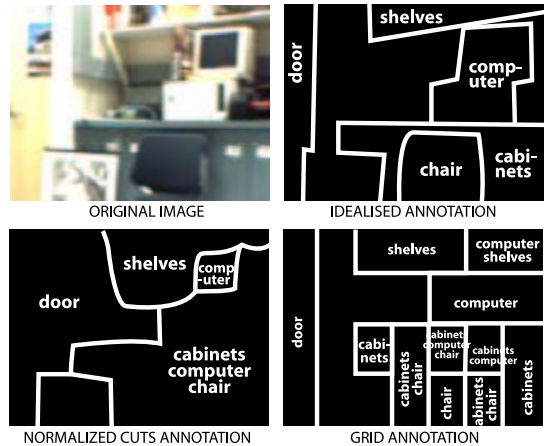 shelves
door
comp-
uter
chair
cabi-
nets
ORIGINAL IMAGE
IDEALISED ANNOTATION
shelves
comp
-uter
door
cabinets
computer
chair
NORMALIZED CUTS ANNOTATION
shelves
computer
shelves
door
computer
cabi-
nets
cabinets
chair
cabinets
computer
chair
cabinets
computer
chair
cabinets
chair
cabinets
GRID ANNOTATION